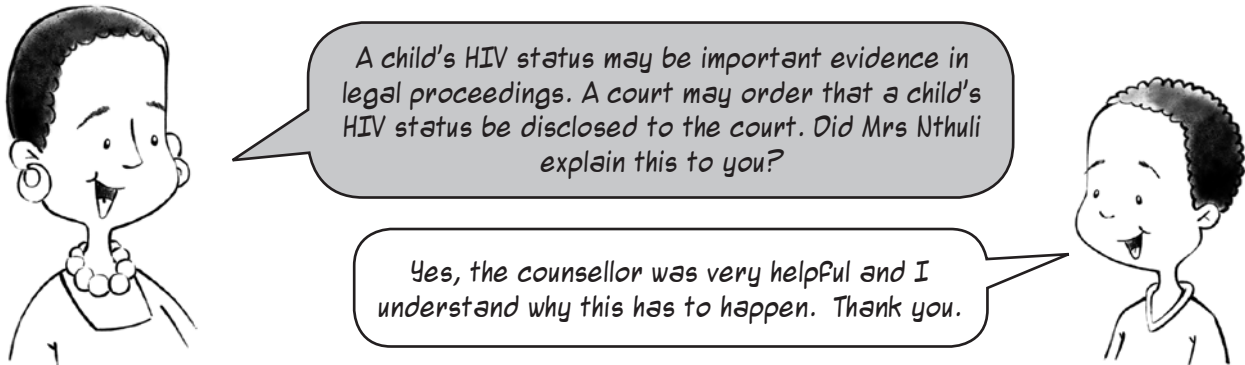 A child's HIV status may be important evidence in
legal proceedings. A court may order that a child's
HIV status be disclosed to the court. Did Mrs Nthuli
explain this to you?
Yes, the counsellor was very helpful and I
understand why this has to happen.  Thank you.